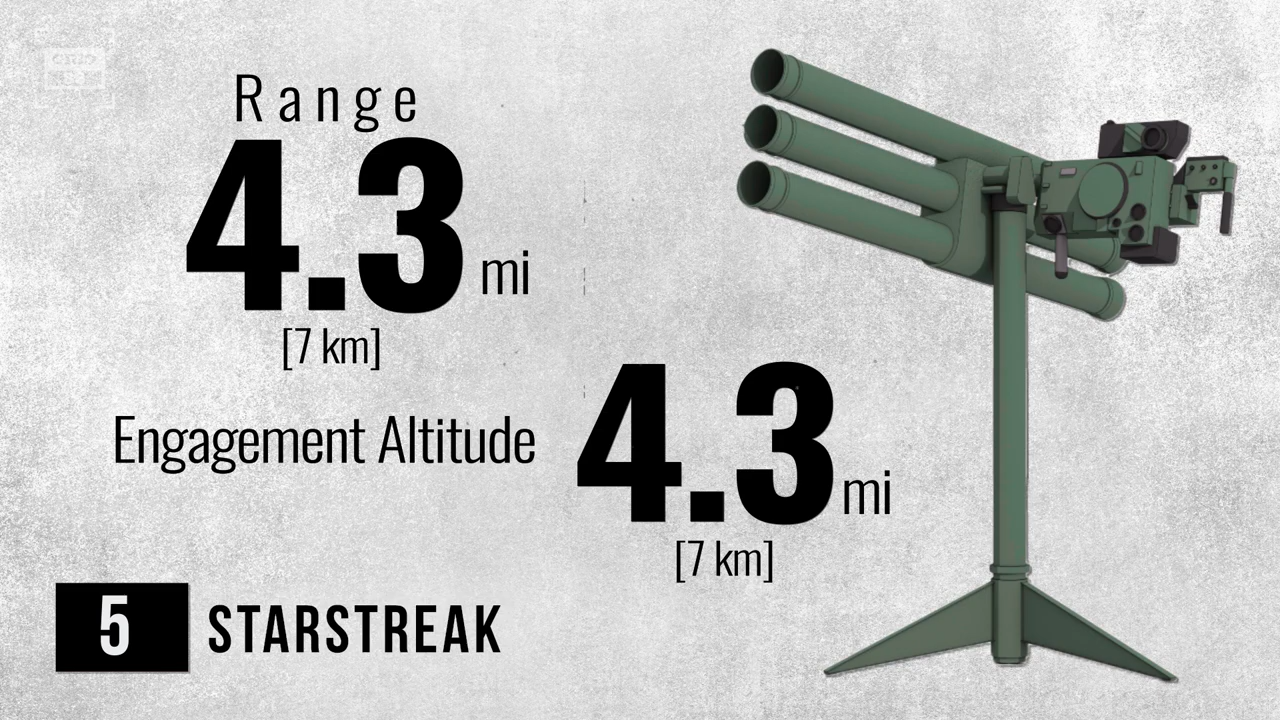 Range
4.3 mi
[7 km]
Engagement Altitude 4.3 mi
[7 km]
5 STARSTREAK